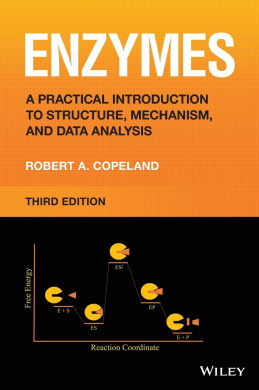 ENZYMES
A PRACTICAL INTRODUCTION
TO STRUCTURE, MECHANISM,
AND DATA ANALYSIS
ROBERT A. COPELAND
THIRD EDITION
Free Energy
E + S
ES
ES‡
EP
E + P
Reaction Coordinate
WILEY